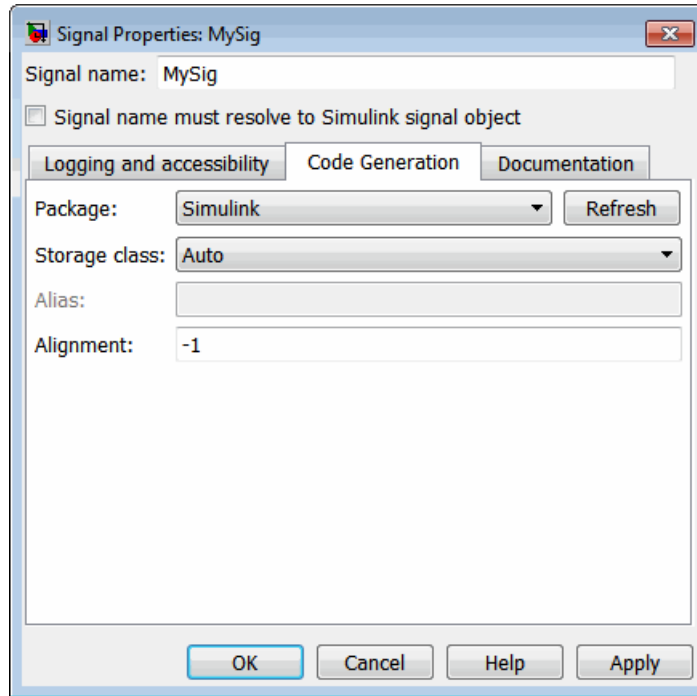 Signal Properties: MySig
Signal name: MySig
Signal name must resolve to Simulink signal object
Logging and accessibility Code Generation Documentation
Package: Simulink Refresh
Storage class: Auto
Alias:
Alignment: -1
OK Cancel Help Apply